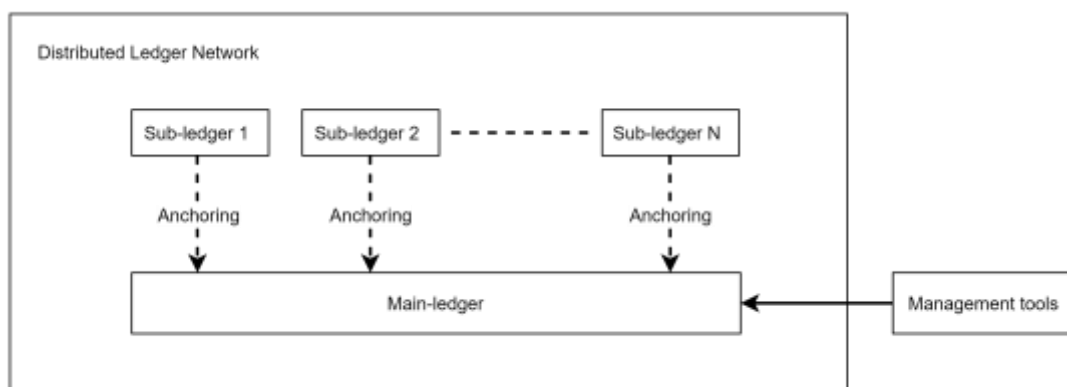 Distributed Ledger Network
Sub-ledger 1
Sub-ledger 2
Sub-ledger N
Anchoring
Anchoring
Anchoring
Main-ledger
Management tools